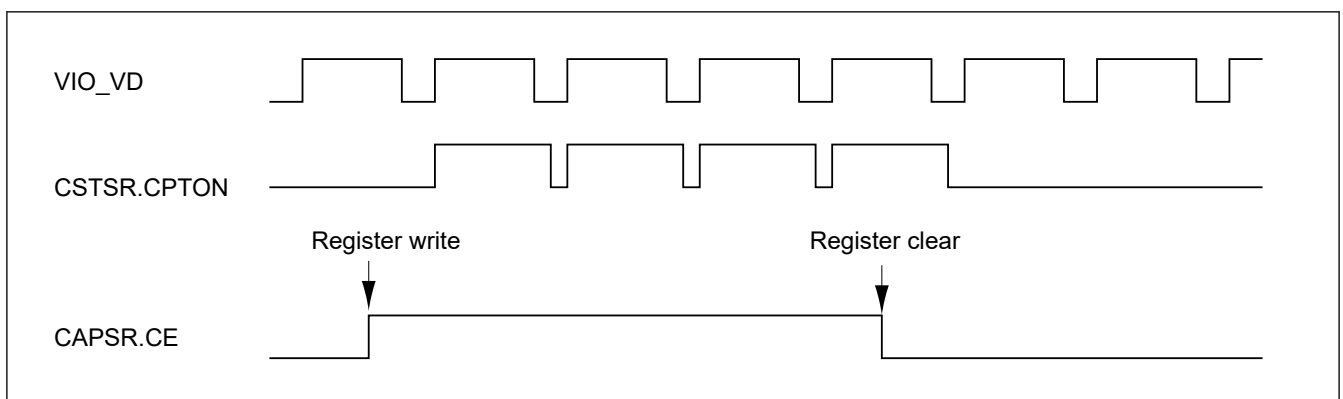 VIO_VD
CSTSR.CPTON
Register write
Register clear
CAPSR.CE